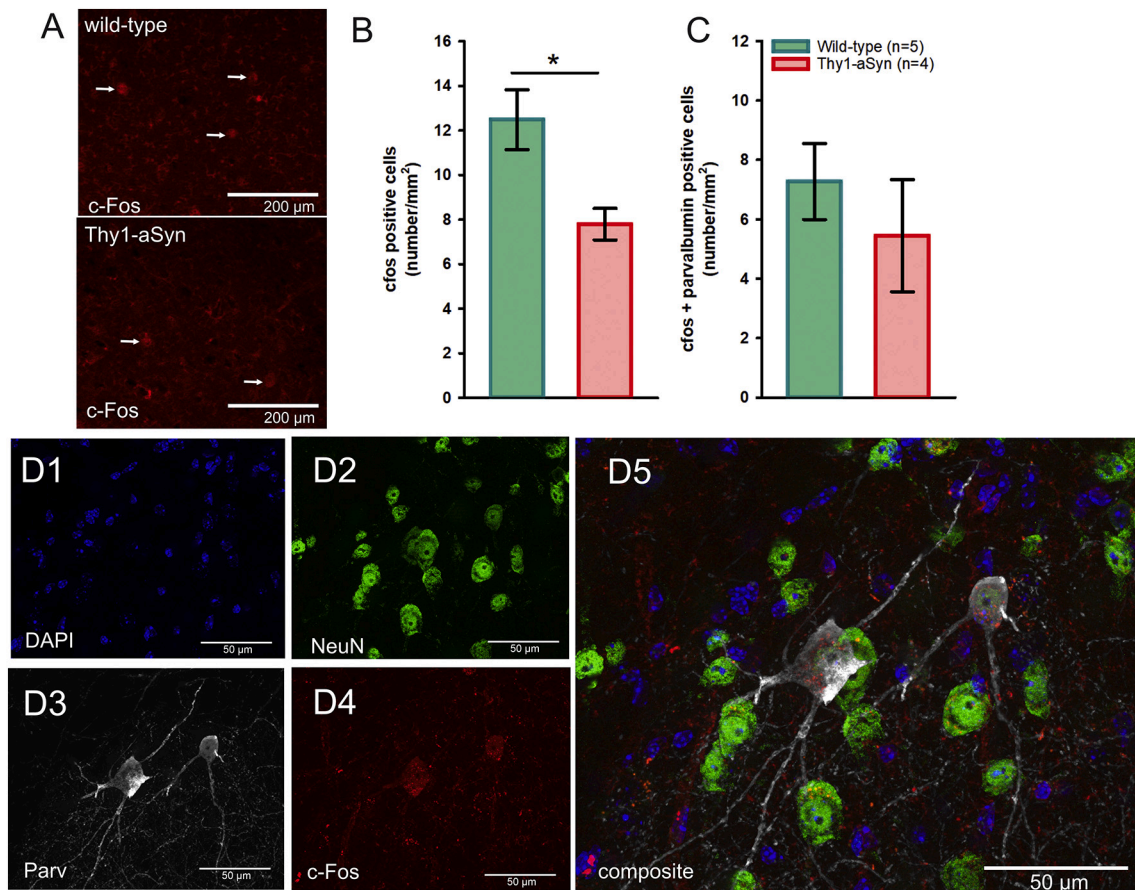 A
wild-type
c-Fos
200 µm
Thy1-aSyn
c-Fos
200 µm
B
cfos positive cells
(number/mm²)
16
14
12
10
8
6
4
2
0
*
C
cfos + parvalbumin positive cells
(number/mm²)
12
10
8
6
4
2
0
Wild-type (n=5)
Thy1-aSyn (n=4)
D1
DAPI
50 µm
D2
NeuN
50 µm
D3
Parv
50 µm
D4
c-Fos
50 µm
D5
composite
50 µm